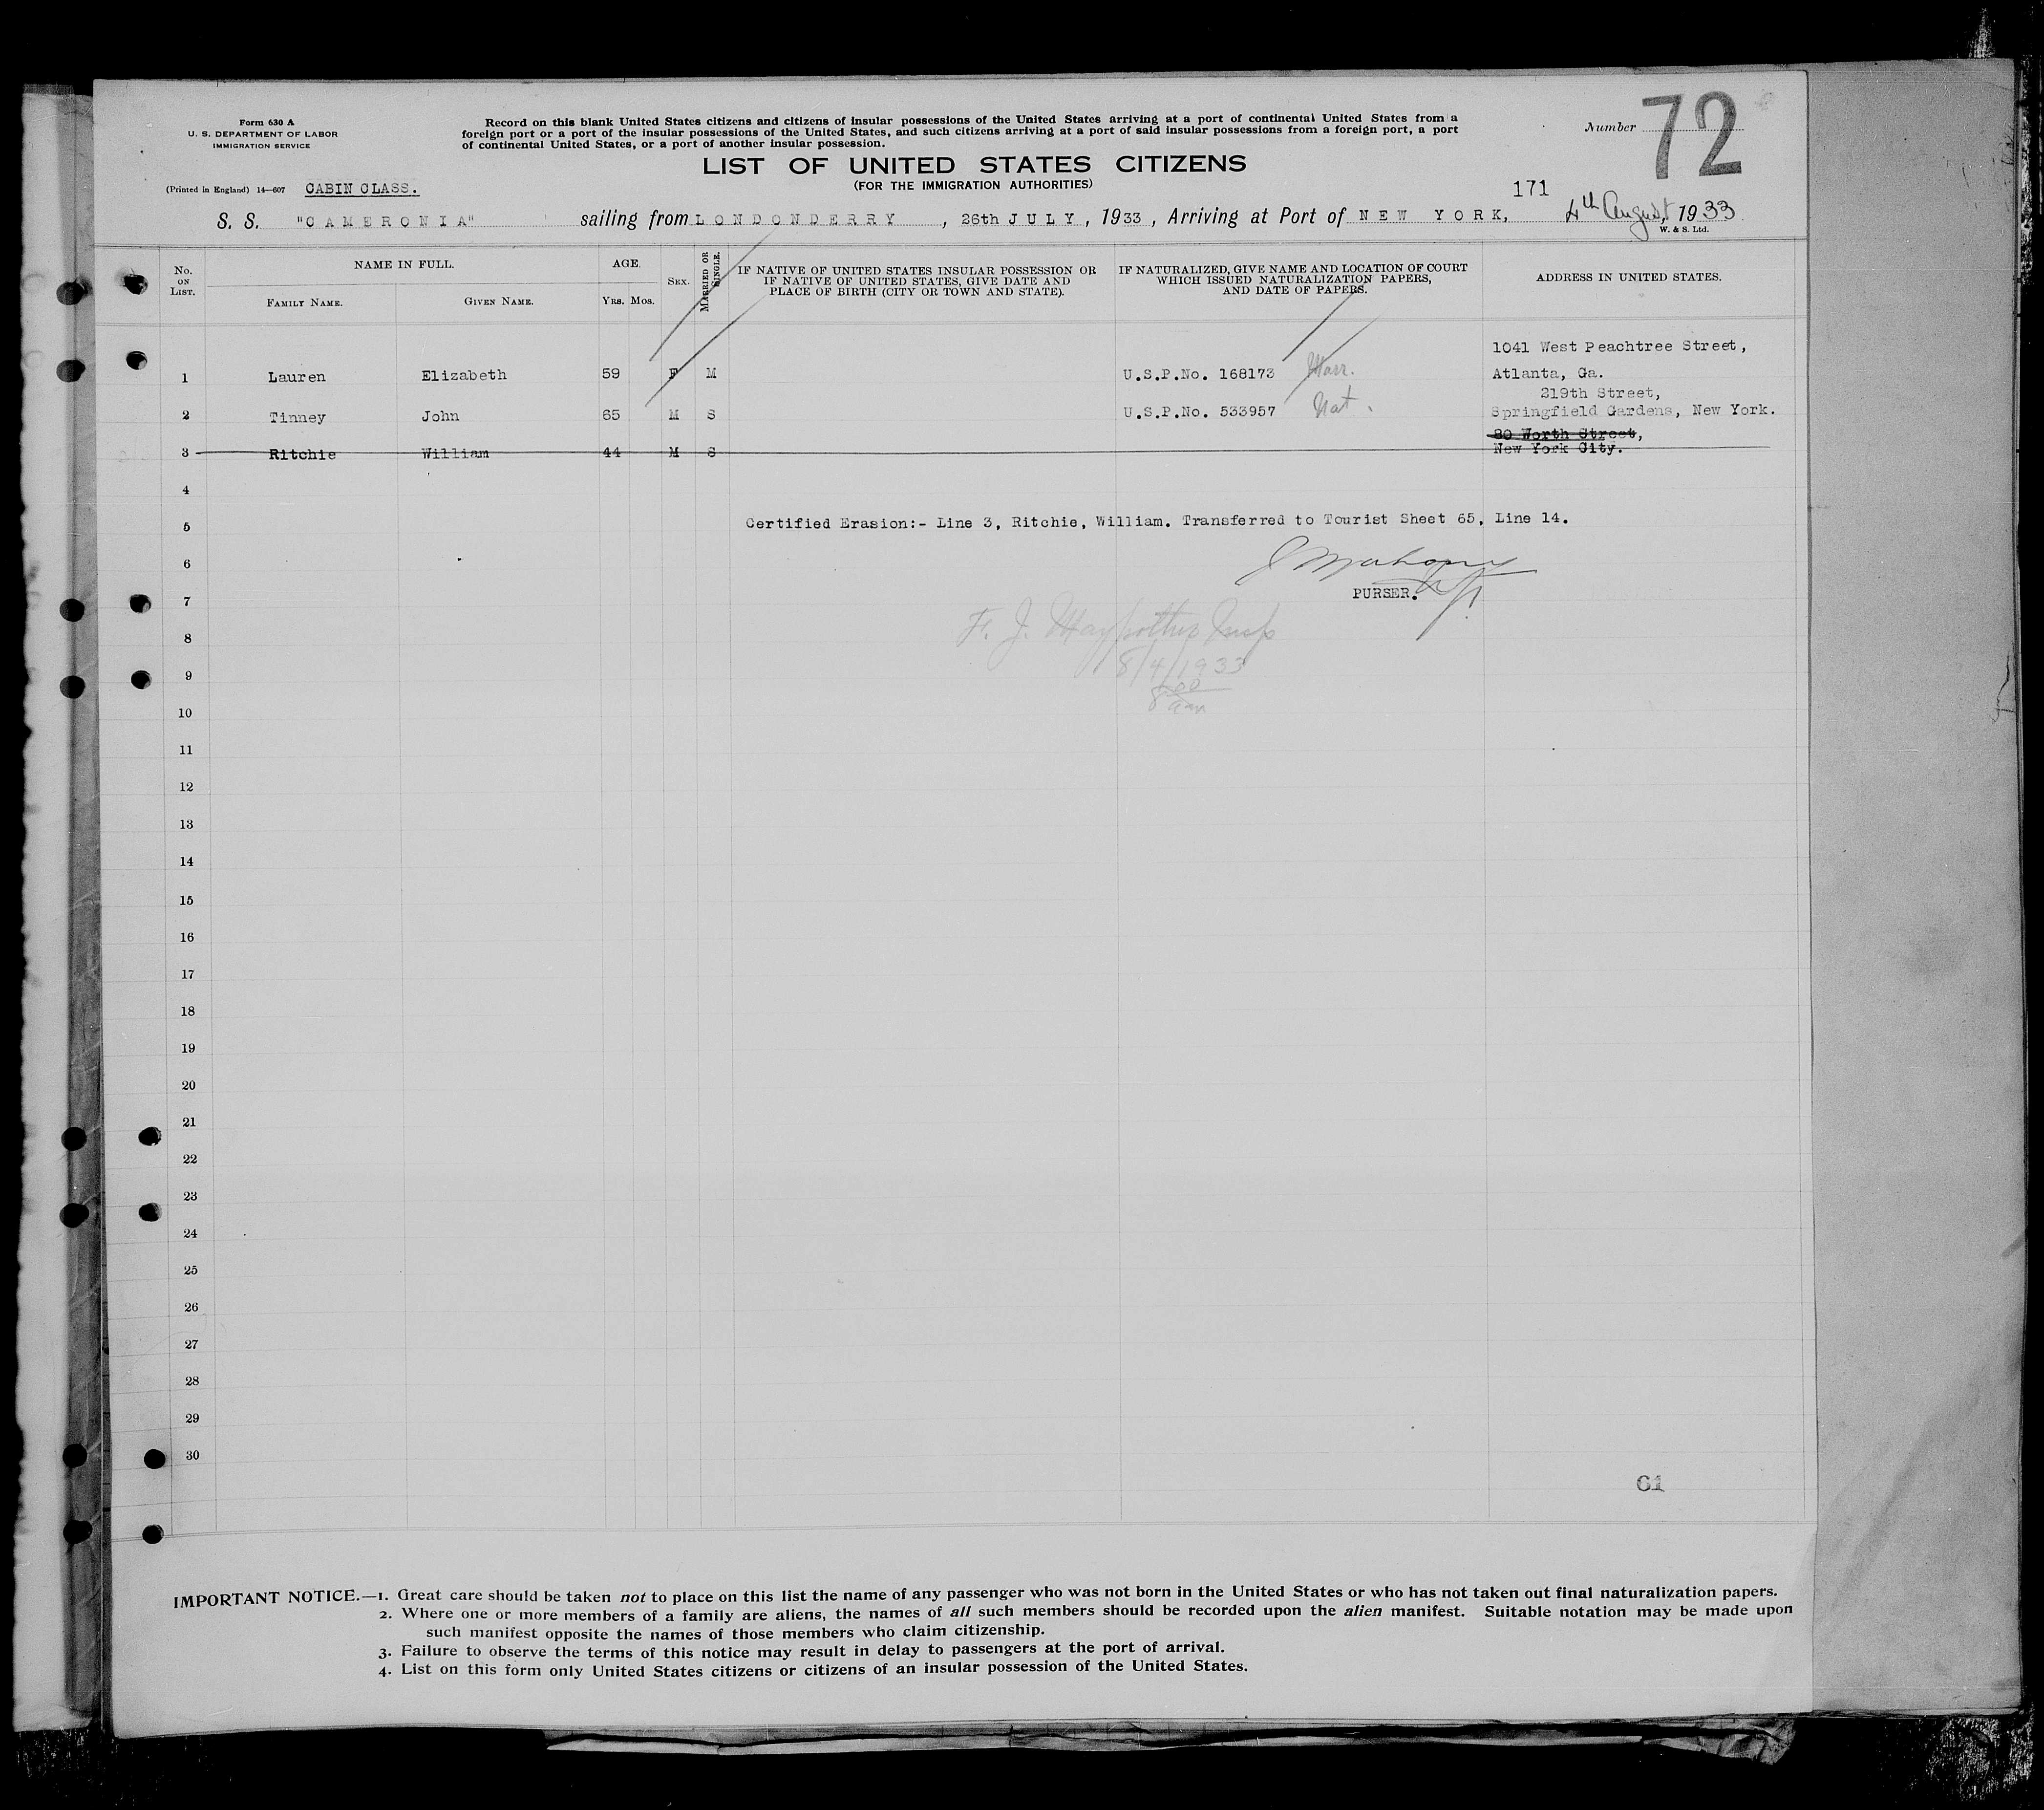 Form 630 A
U. S. DEPARTMENT OF LABOR
IMMIGRATION SERVICE
Record on this blank United States citizens and citizens of insular possessions of the United States arriving at a port of continental United States from a
foreign port or a port of the insular possessions of the United States, and such citizens arriving at a port of said insular possessions from a foreign port, a port
of continental United States, or a port of another insular possession.
Number 72
LIST OF UNITED STATES CITIZENS
(FOR THE IMMIGRATION AUTHORITIES)
(Printed in England) 14—607 CABIN CLASS.
171
S. S. "CAMERONIA" sailing from LONDONDERRY, 26th JULY, 1933, Arriving at Port of NEW YORK, 4th August, 1933
W. & S. Ltd.
No. ON LIST.
NAME IN FULL.
FAMILY NAME.
GIVEN NAME.
AGE.
YRS. MOS.
SEX.
MARRIED OR SINGLE.
IF NATIVE OF UNITED STATES INSULAR POSSESSION OR
IF NATIVE OF UNITED STATES, GIVE DATE AND
PLACE OF BIRTH (CITY OR TOWN AND STATE).
IF NATURALIZED, GIVE NAME AND LOCATION OF COURT
WHICH ISSUED NATURALIZATION PAPERS,
AND DATE OF PAPERS.
ADDRESS IN UNITED STATES.
1041 West Peachtree Street,
1 Lauren Elizabeth 59 F M U.S.P.No. 168173 Marr. Atlanta, Ga.
219th Street,
2 Tinney John 65 M S U.S.P.No. 533957 Nat. Springfield Gardens, New York.
80 Worth Street,
3 Ritchie William 44 M S New York City.
4
5 Certified Erasion:- Line 3, Ritchie, William. Transferred to Tourist Sheet 65, Line 14.
6
PURSER.
7
8 F. J. Insp
9 8/4/1933
8 00 am
10
11
12
13
14
15
16
17
18
19
20
21
22
23
24
25
26
27
28
29
30
61
IMPORTANT NOTICE.—1. Great care should be taken not to place on this list the name of any passenger who was not born in the United States or who has not taken out final naturalization papers.
2. Where one or more members of a family are aliens, the names of all such members should be recorded upon the alien manifest. Suitable notation may be made upon
such manifest opposite the names of those members who claim citizenship.
3. Failure to observe the terms of this notice may result in delay to passengers at the port of arrival.
4. List on this form only United States citizens or citizens of an insular possession of the United States.